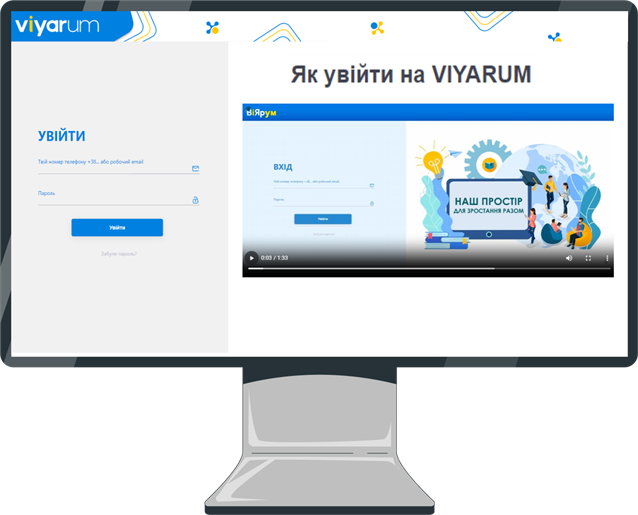 viyarum
Як увійти на VIYARUM
УВІЙТИ
Твій номер телефону +38... або робочий email
Пароль
Увійти
Забули пароль?
віЯрум
ВХІД
Твій номер телефону +38... або робочий email
Пароль
Увійти
НАШ ПРОСТІР
ДЛЯ ЗРОСТАННЯ РАЗОМ
0:03 / 1:33